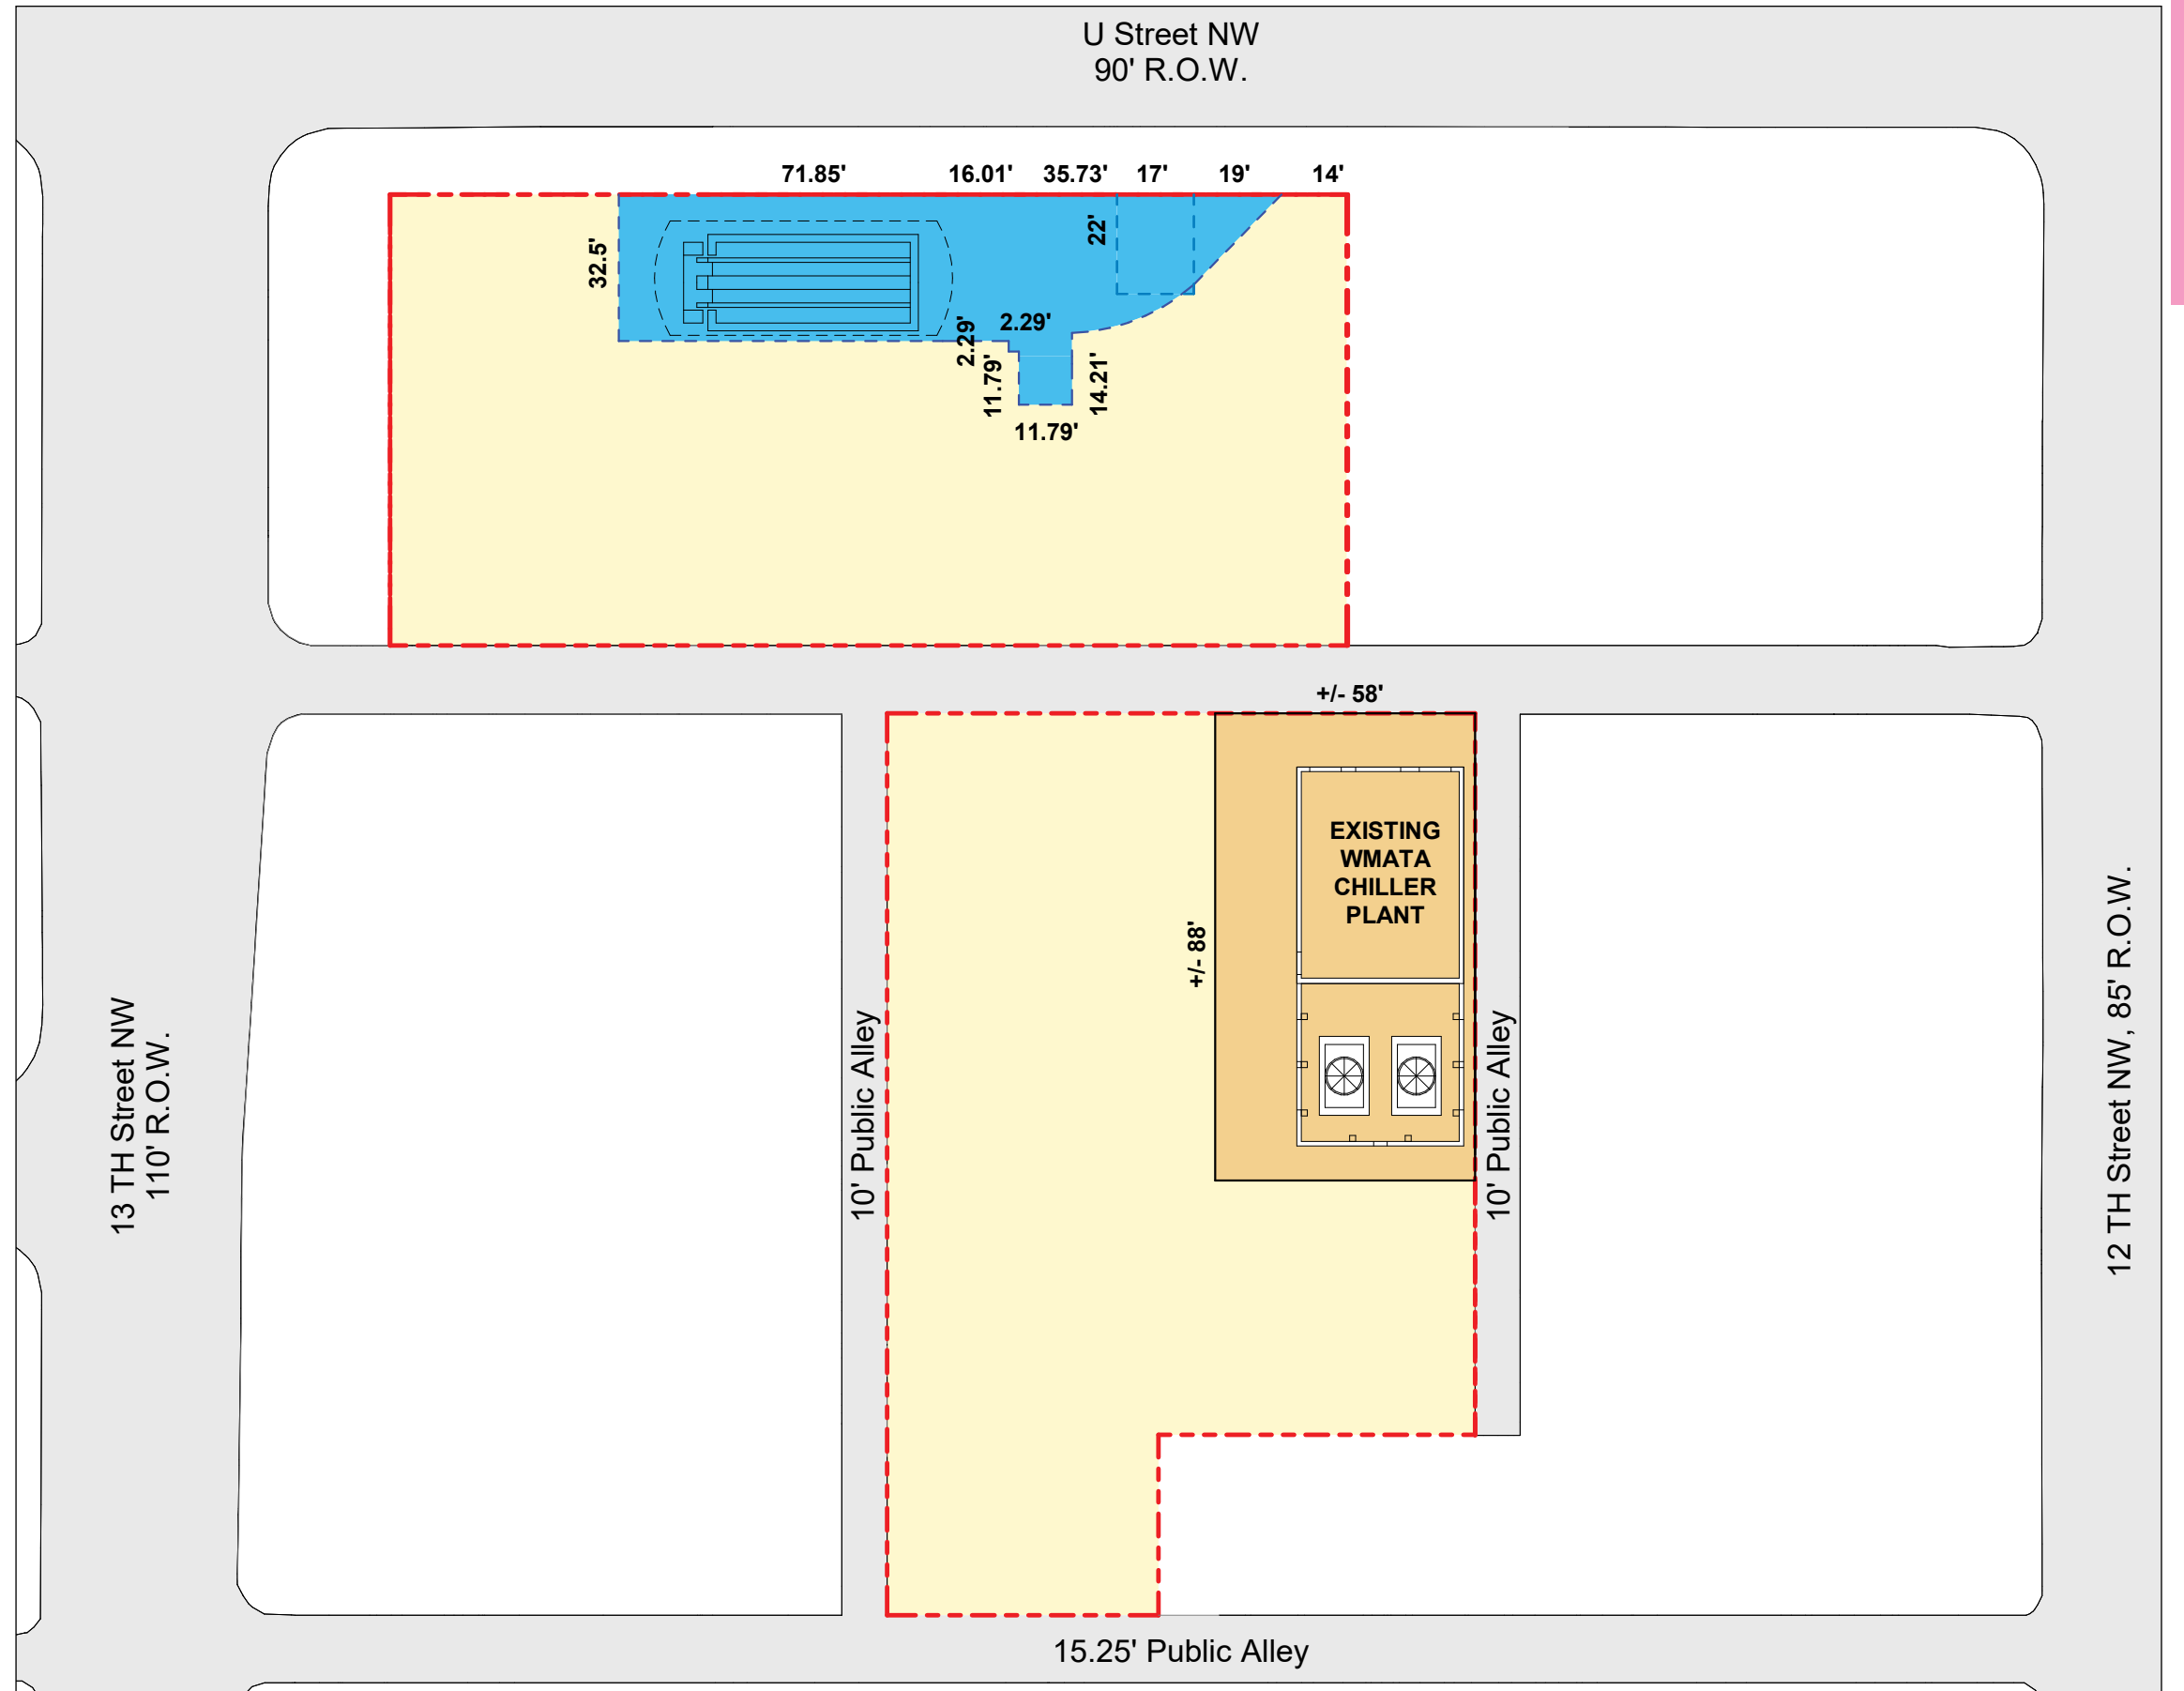 U Street NW
90' R.O.W.
71.85' 16.01' 35.73' 17' 19' 14'
22'
32.5'
2.29'
2.29'
11.79'
14.21'
11.79'
+/- 58'
EXISTING
WMATA
CHILLER
PLANT
+/- 88'
13 TH Street NW
110' R.O.W.
10' Public Alley
10' Public Alley
12 TH Street NW, 85' R.O.W.
15.25' Public Alley